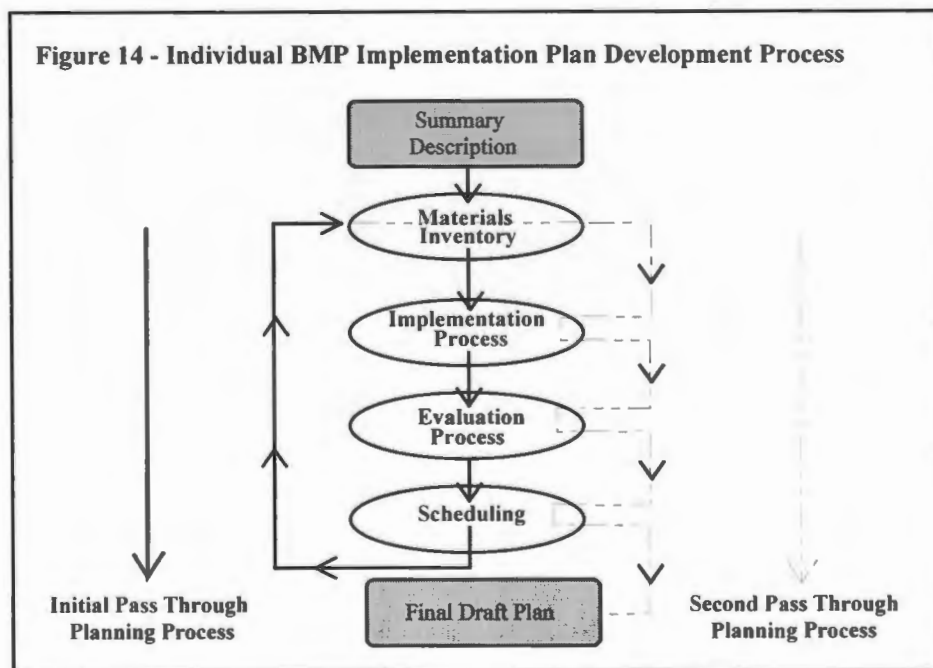 Figure 14 - Individual BMP Implementation Plan Development Process
Summary
Description
Materials
Inventory
Implementation
Process
Evaluation
Process
Scheduling
Final Draft Plan
Initial Pass Through
Planning Process
Second Pass Through
Planning Process